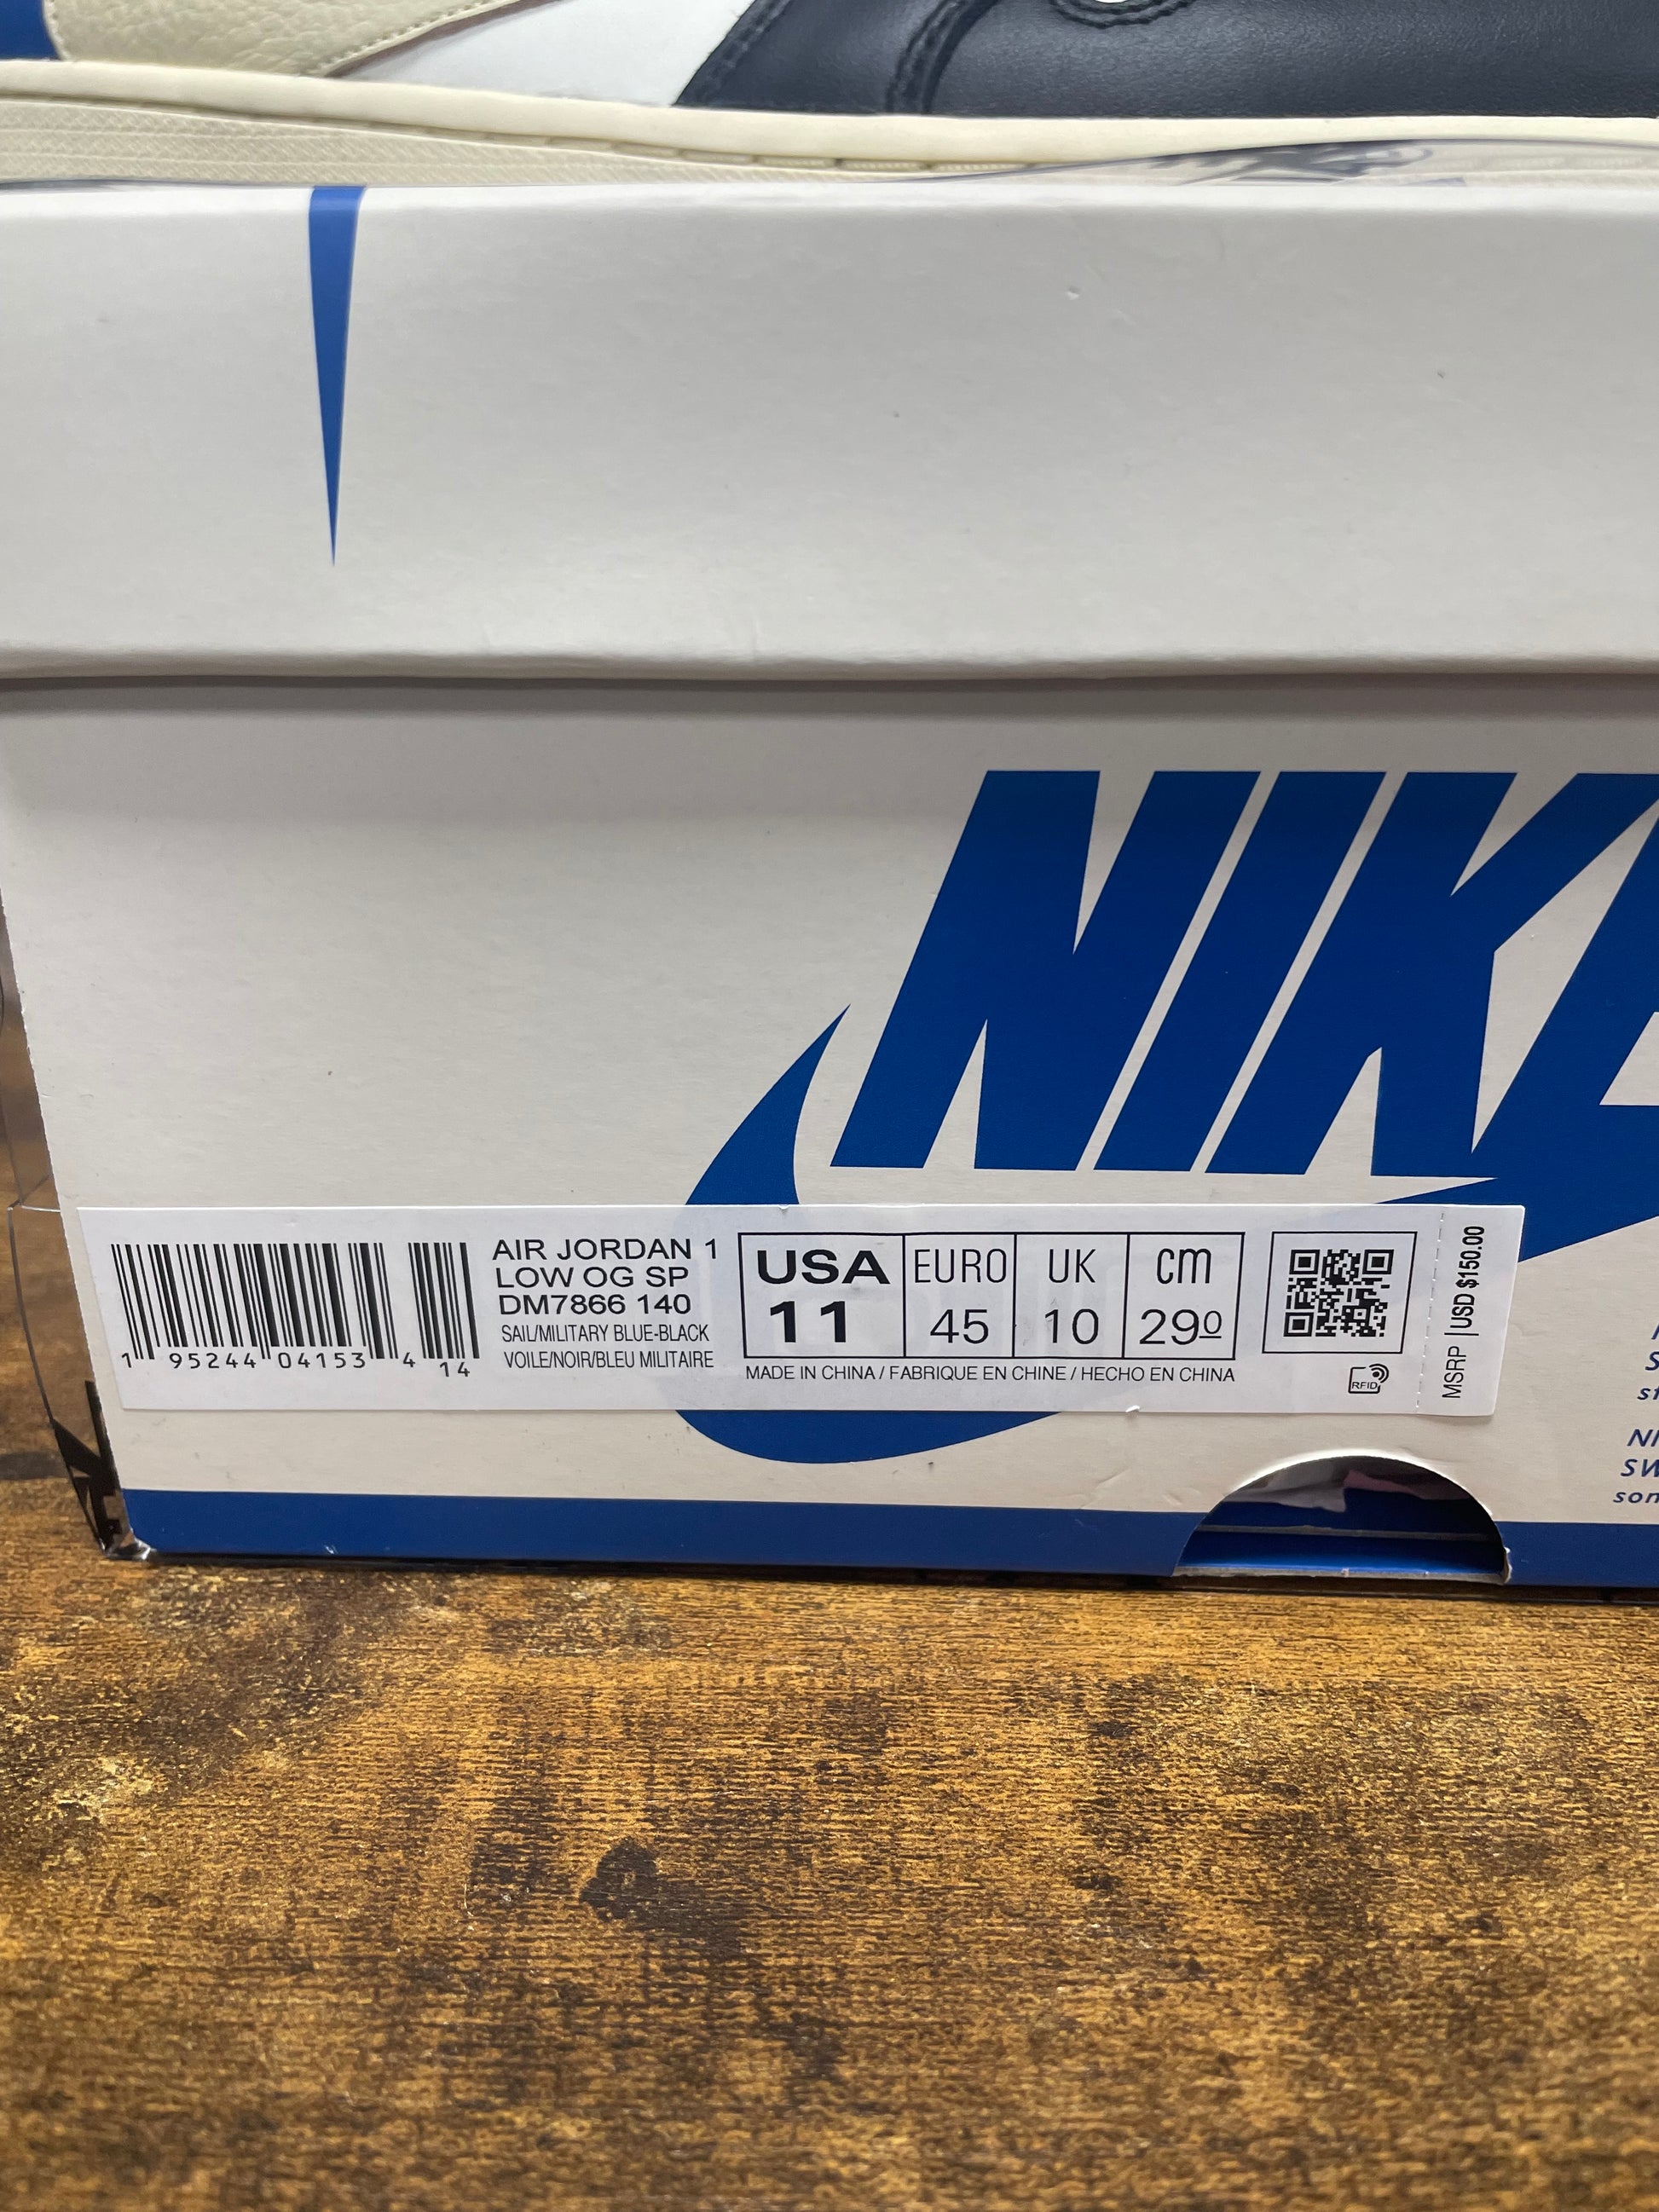 NIKE
AIR JORDAN 1
LOW OG SP
DM7866 140
SAIL/MILITARY BLUE-BLACK
VOILE/NOIR/BLEU MILITAIRE
1 95244 04153 4 14
USA EURO UK cm
11 45 10 290
MADE IN CHINA / FABRIQUE EN CHINE / HECHO EN CHINA
RFID
MSRP USD $150.00